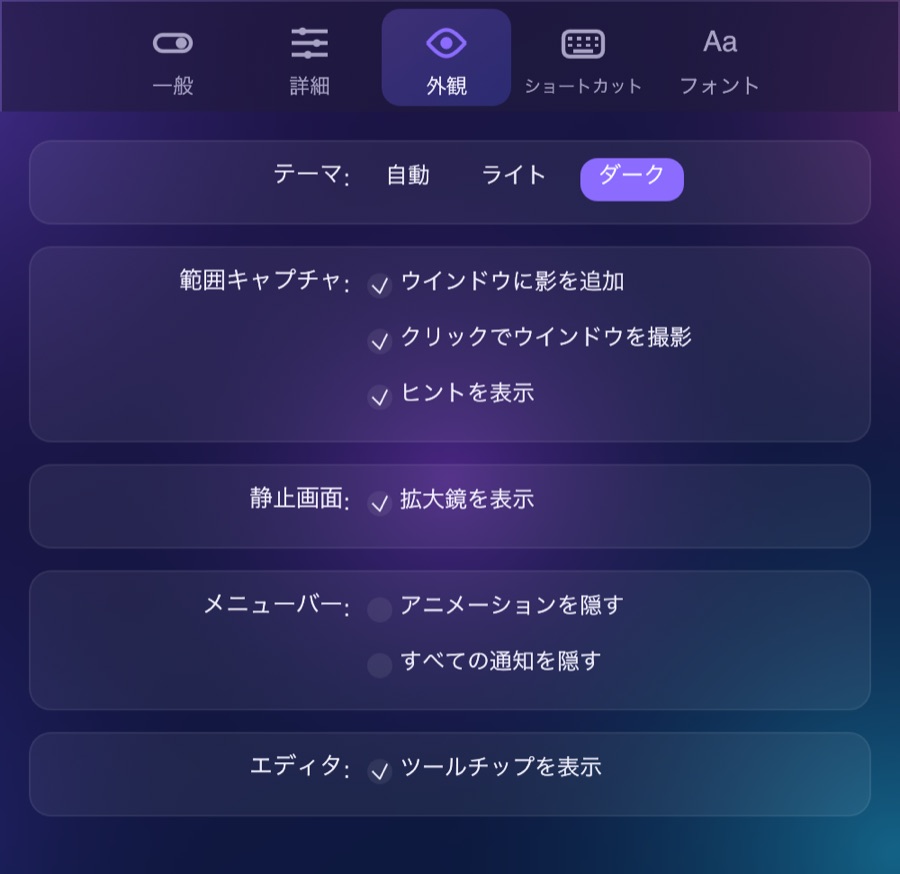 一般
詳細
外観
ショートカット
Aa
フォント
テーマ: 自動 ライト ダーク
範囲キャプチャ: ウインドウに影を追加
クリックでウインドウを撮影
ヒントを表示
静止画面: 拡大鏡を表示
メニューバー: アニメーションを隠す
すべての通知を隠す
エディタ: ツールチップを表示